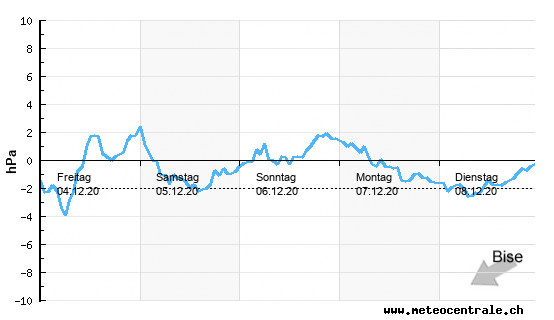 10
8
6
4
2
0
-2
-4
-6
-8
-10
hPa
Freitag
04.12.20
Samstag
05.12.20
Sonntag
06.12.20
Montag
07.12.20
Dienstag
08.12.20
Bise
www.meteocentrale.ch